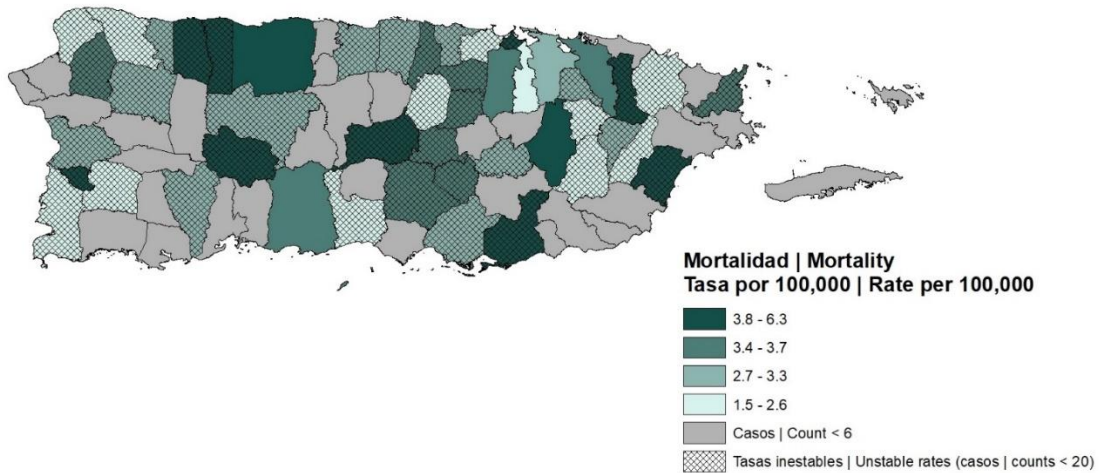 Mortalidad | Mortality
Tasa por 100,000 | Rate per 100,000
3.8 - 6.3
3.4 - 3.7
2.7 - 3.3
1.5 - 2.6
Casos | Count < 6
Tasas inestables | Unstable rates (casos | counts < 20)